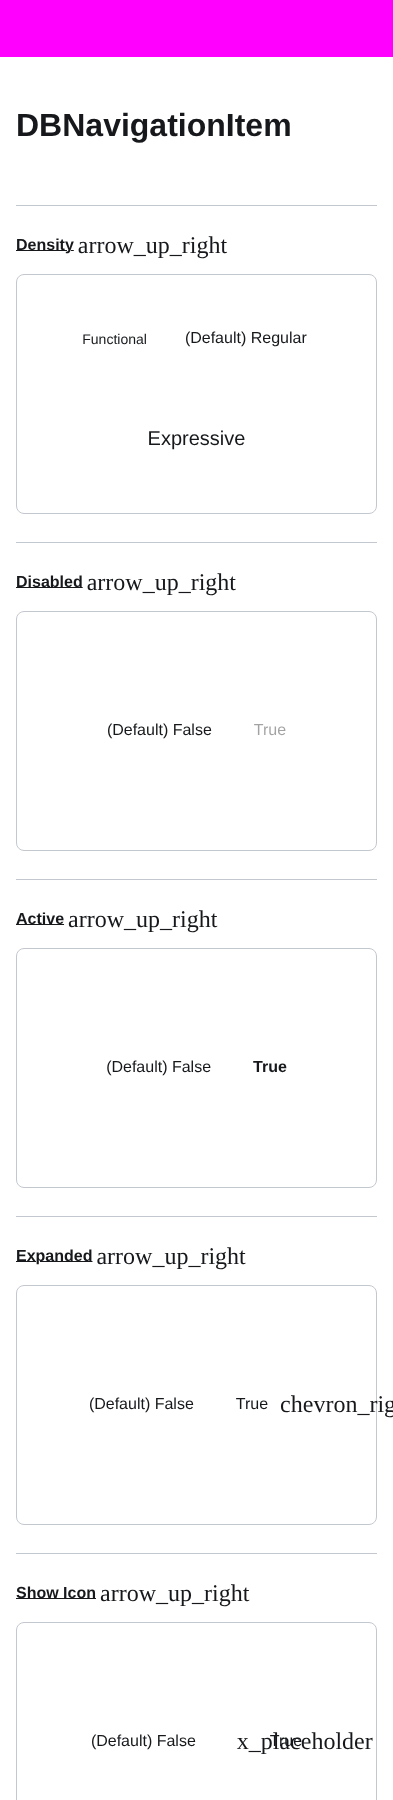 DBNavigationItem
Density arrow_up_right
Functional (Default) Regular
Expressive
Disabled arrow_up_right
(Default) False True
Active arrow_up_right
(Default) False True
Expanded arrow_up_right
(Default) False True chevron_rig
Show Icon arrow_up_right
(Default) False x_placeholder True